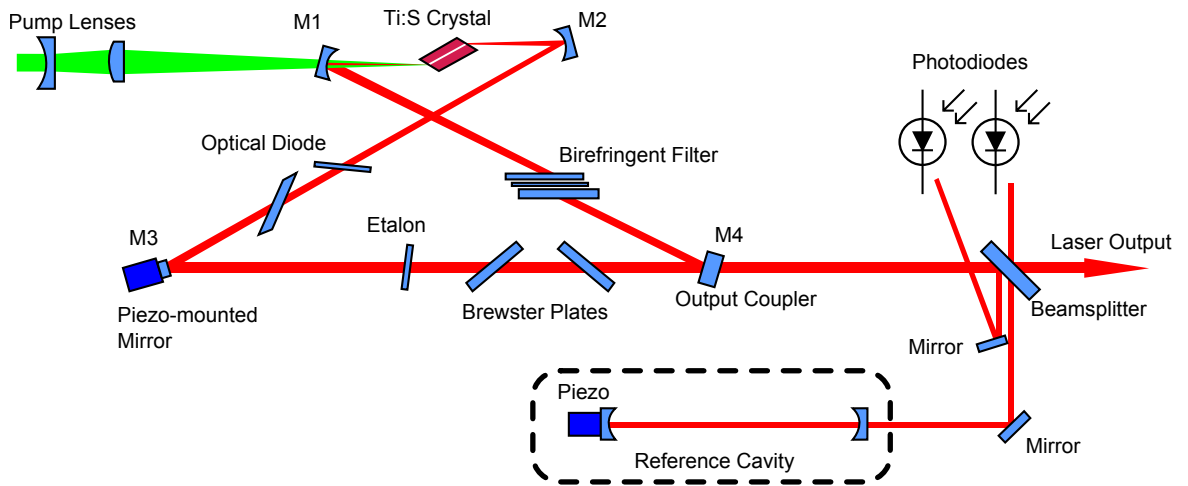 Pump Lenses
M1
Ti:S Crystal
M2
Photodiodes
Optical Diode
Birefringent Filter
M3
Etalon
M4
Laser Output
Piezo-mounted
Mirror
Brewster Plates
Output Coupler
Beamsplitter
Mirror
Piezo
Reference Cavity
Mirror